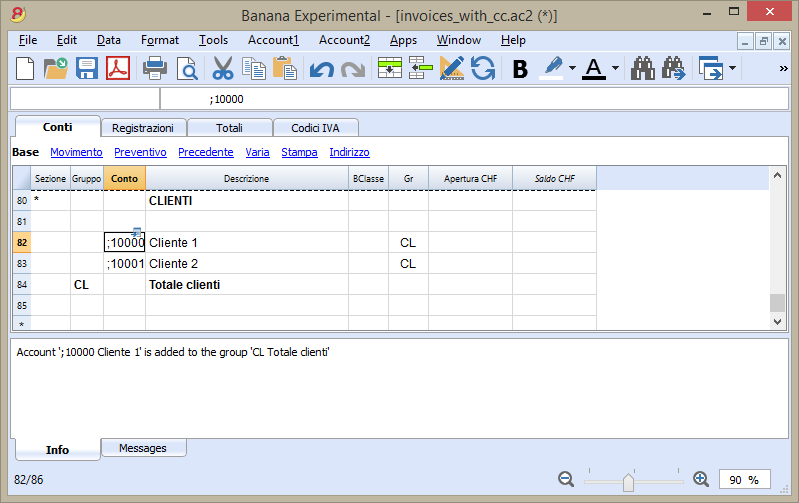 Banana Experimental - [invoices_with_cc.ac2 (*)]
File Edit Data Format Tools Account1 Account2 Apps Window Help
B A »
;10000
Conti Registrazioni Totali Codici IVA
Base Movimento Preventivo Precedente Varia Stampa Indirizzo
Sezione Gruppo Conto Descrizione BClasse Gr Apertura CHF Saldo CHF
80 * CLIENTI
81
82 ;10000 Cliente 1 CL
83 ;10001 Cliente 2 CL
84 CL Totale clienti
85
*
Account ';10000 Cliente 1' is added to the group 'CL Totale clienti'
Info Messages
82/86 90 %